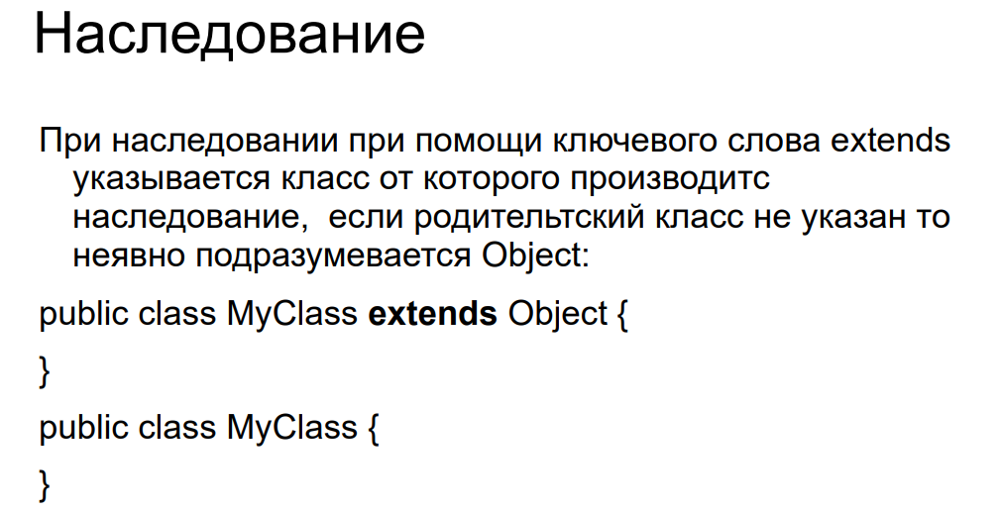 Наследование
При наследовании при помощи ключевого слова extends
указывается класс от которого производитс
наследование,  если родительтский класс не указан то
неявно подразумевается Object:
public class MyClass extends Object {
}
public class MyClass {
}